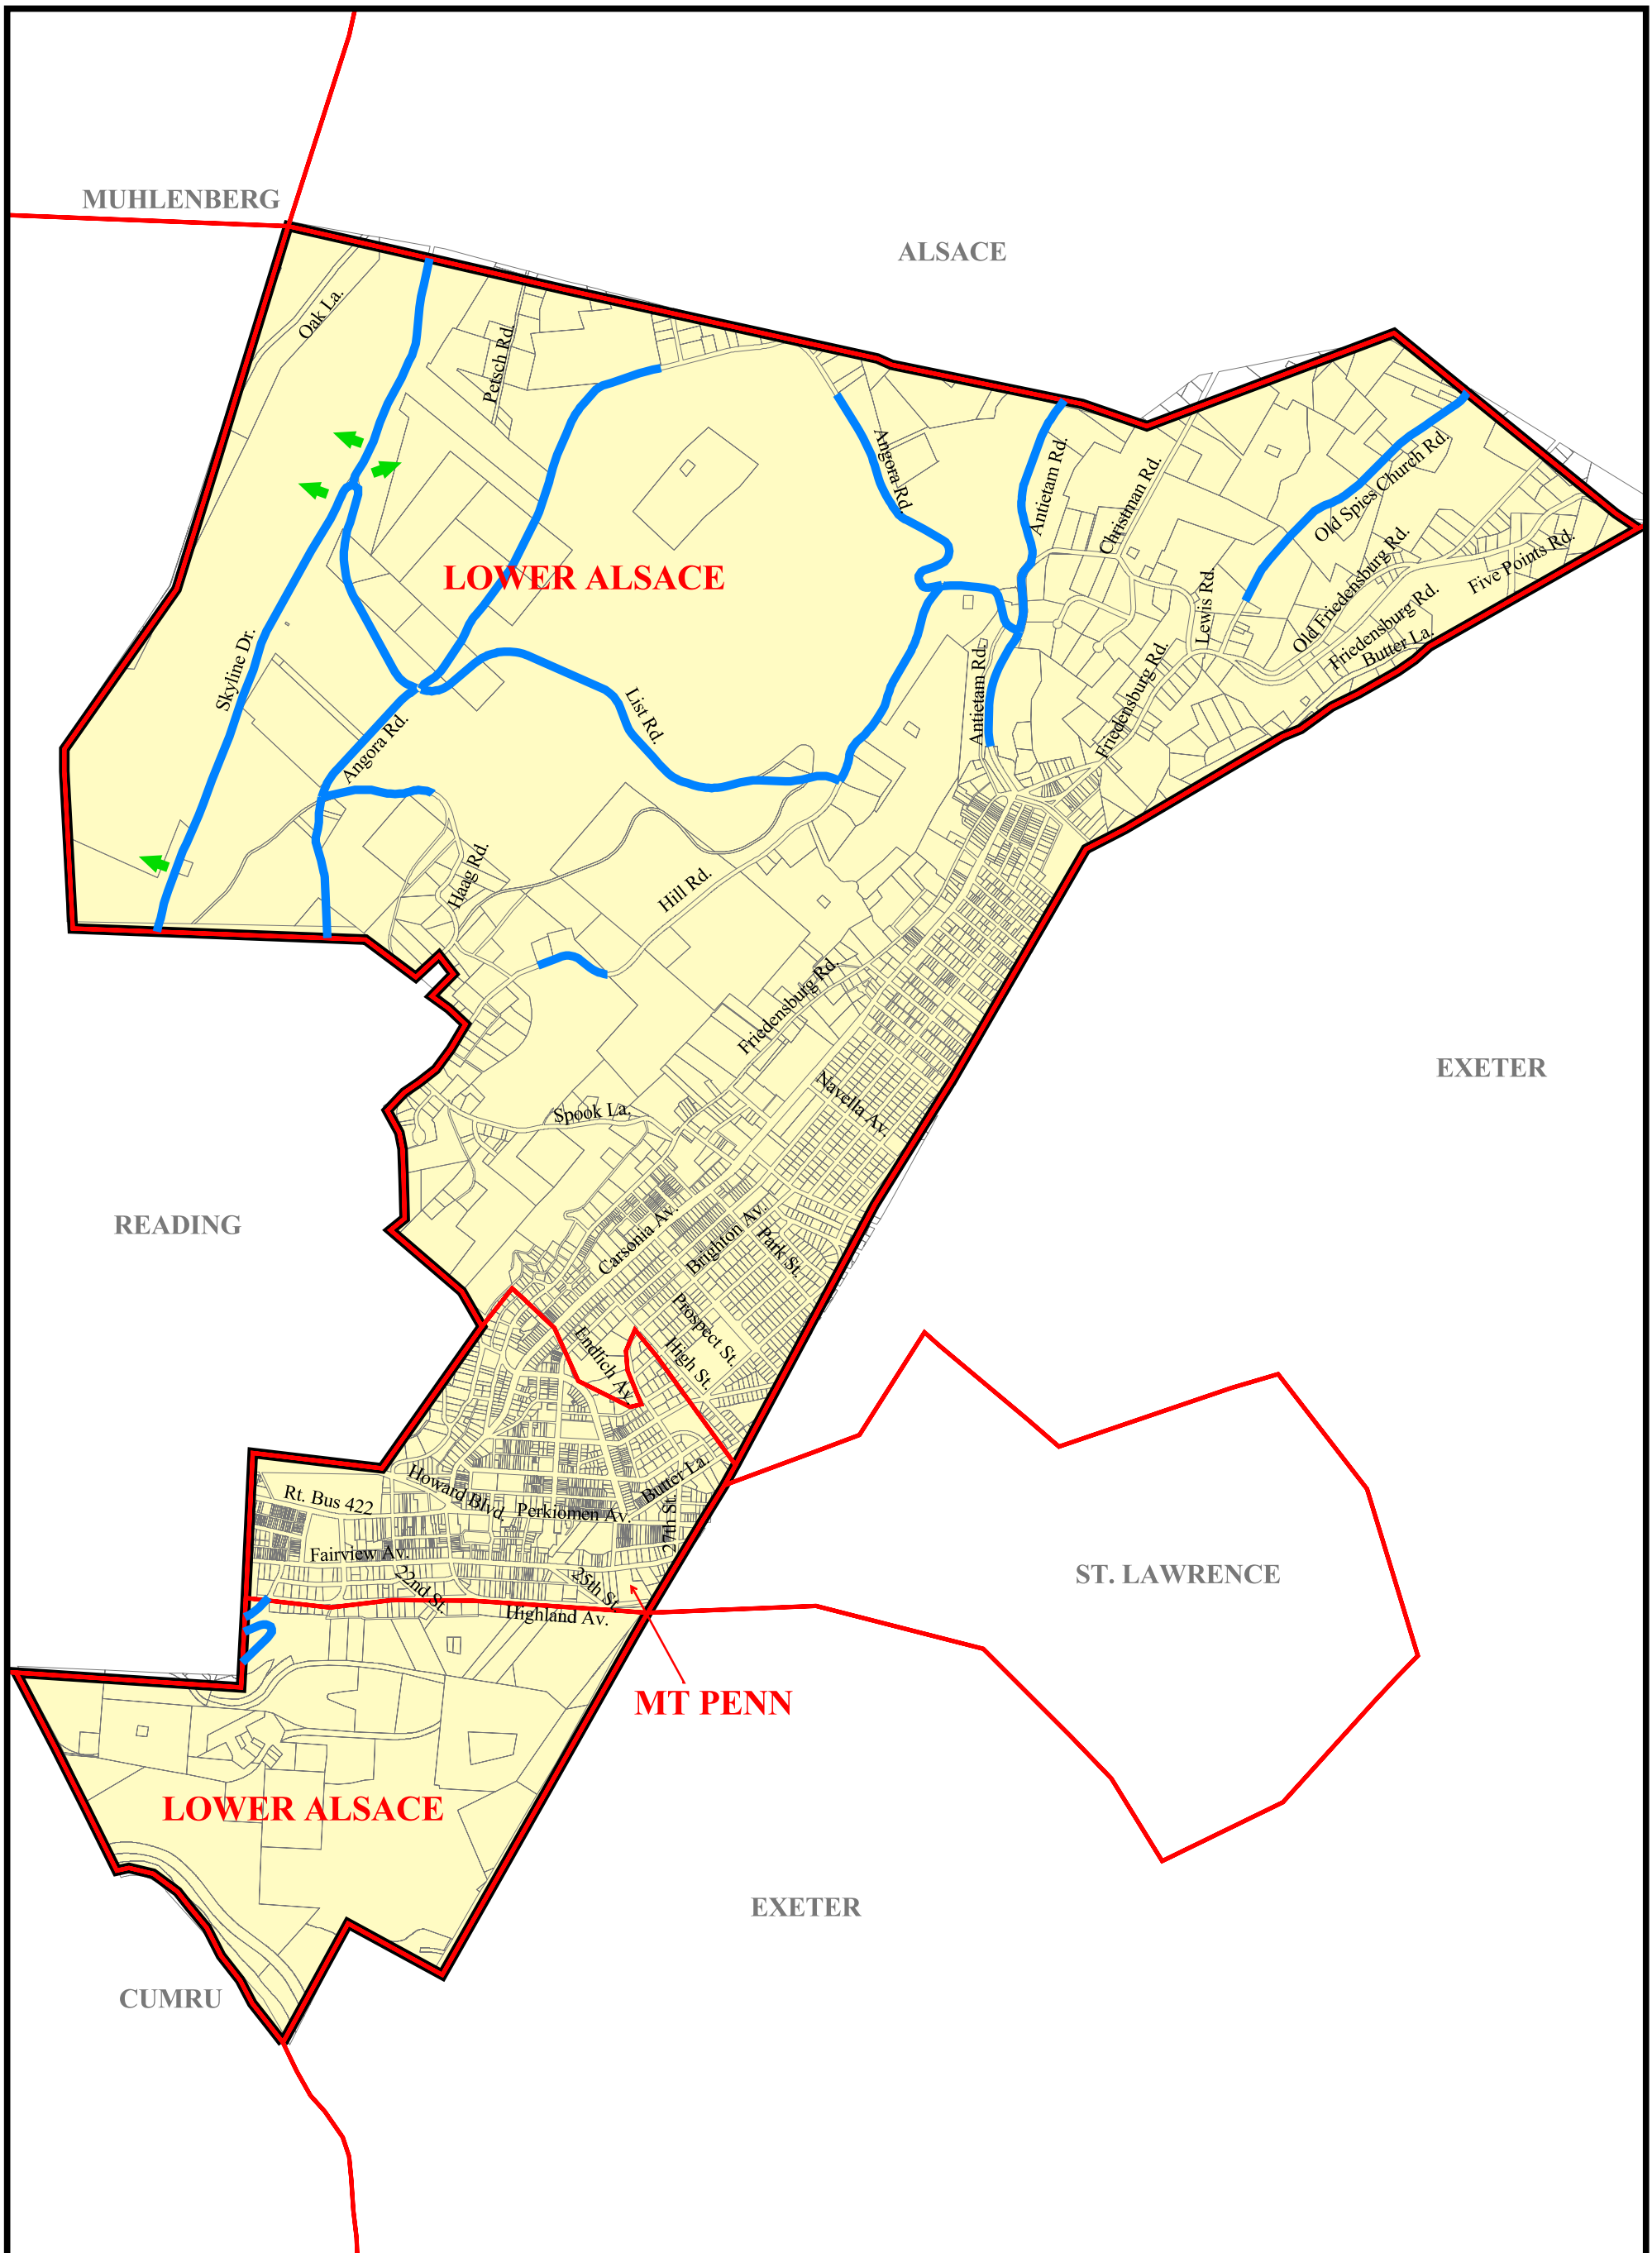 MUHLENBERG
ALSACE
Oak La.
Petsch Rd.
Angora Rd.
Antietam Rd.
Christman Rd.
Old Spies Church Rd.
LOWER ALSACE
Old Friedensburg Rd.
Five Points Rd.
Lewis Rd.
Friedensburg Rd.
Butter La.
Skyline Dr.
List Rd.
Antietam Rd.
Friedensburg Rd.
Angora Rd.
Haag Rd.
Hill Rd.
Friedensburg Rd.
EXETER
Navella Av.
Spook La.
READING
Carsonia Av.
Brighton Av.
Park St.
Prospect St.
High St.
Endlich Av.
Howard Blvd.
Butter La.
Rt. Bus 422
Perkiomen Av.
27th St.
Fairview Av.
22nd St.
25th St.
ST. LAWRENCE
Highland Av.
MT PENN
LOWER ALSACE
EXETER
CUMRU